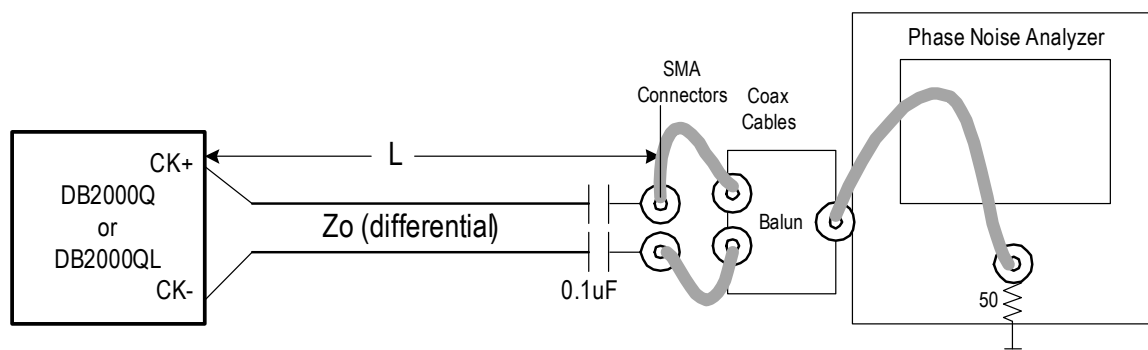 Phase Noise Analyzer
SMA
Connectors
Coax
Cables
L
CK+
DB2000Q
or
DB2000QL
CK-
Zo (differential)
0.1uF
Balun
50